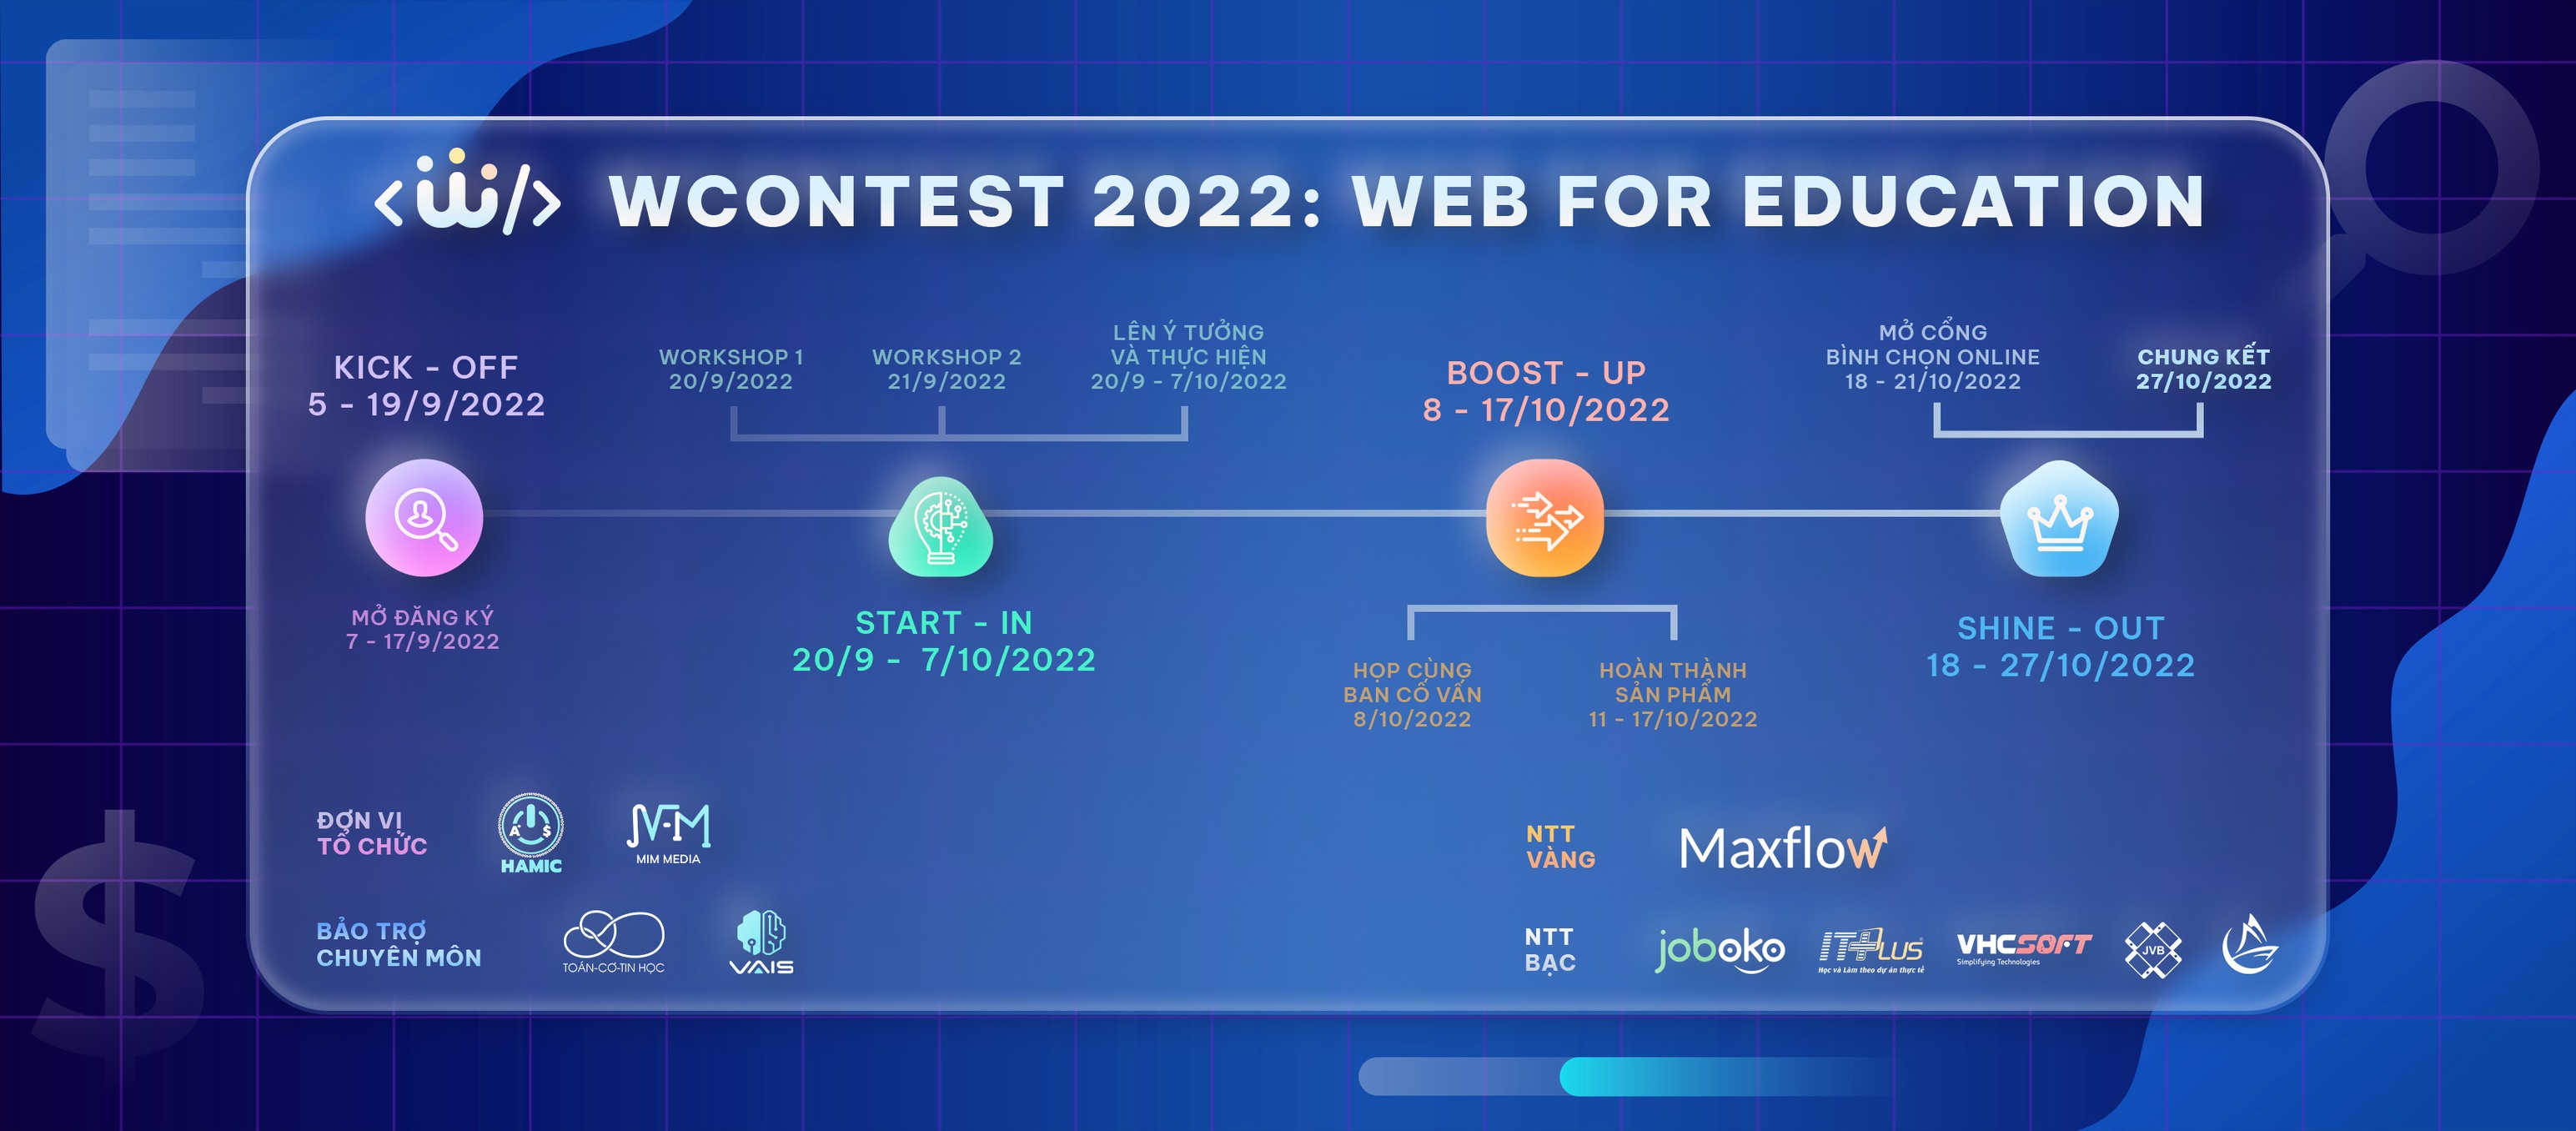 WCONTEST 2022: WEB FOR EDUCATION
KICK - OFF
5 - 19/9/2022
MỞ ĐĂNG KÝ
7 - 17/9/2022
WORKSHOP 1
20/9/2022
WORKSHOP 2
21/9/2022
LÊN Ý TƯỞNG
VÀ THỰC HIỆN
20/9 - 7/10/2022
START - IN
20/9 - 7/10/2022
BOOST - UP
8 - 17/10/2022
HỌP CÙNG
BAN CỐ VẤN
8/10/2022
HOÀN THÀNH
SẢN PHẨM
11 - 17/10/2022
MỞ CỔNG
BÌNH CHỌN ONLINE
18 - 21/10/2022
CHUNG KẾT
27/10/2022
SHINE - OUT
18 - 27/10/2022
ĐƠN VỊ
TỔ CHỨC
A S
HAMIC
MIM
MIM MEDIA
BẢO TRỢ
CHUYÊN MÔN
TOÁN-CƠ-TIN HỌC
VAIS
NTT
VÀNG
Maxflow
NTT
BẠC
joboko
ITPLUS
Học và Làm theo dự án thực tế
VHCSOFT
Simplifying Technologies
JVB